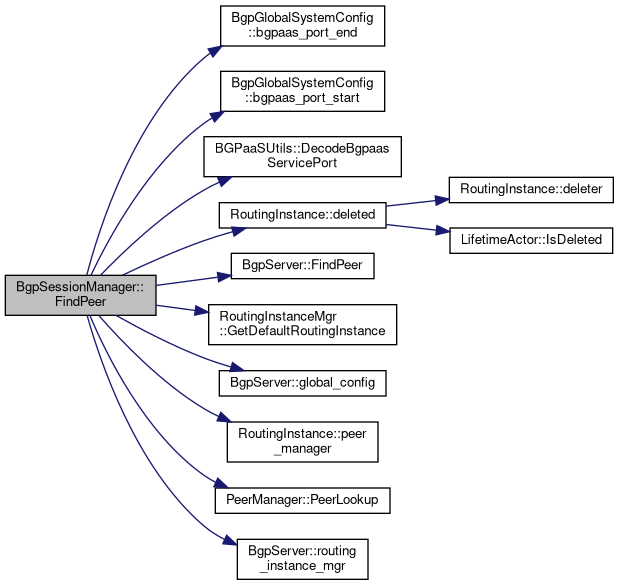 BgpSessionManager::
FindPeer
BgpGlobalSystemConfig
::bgpaas_port_end
BgpGlobalSystemConfig
::bgpaas_port_start
BGPaaSUtils::DecodeBgpaas
ServicePort
RoutingInstance::deleted
RoutingInstance::deleter
LifetimeActor::IsDeleted
BgpServer::FindPeer
RoutingInstanceMgr
::GetDefaultRoutingInstance
BgpServer::global_config
RoutingInstance::peer
_manager
PeerManager::PeerLookup
BgpServer::routing
_instance_mgr